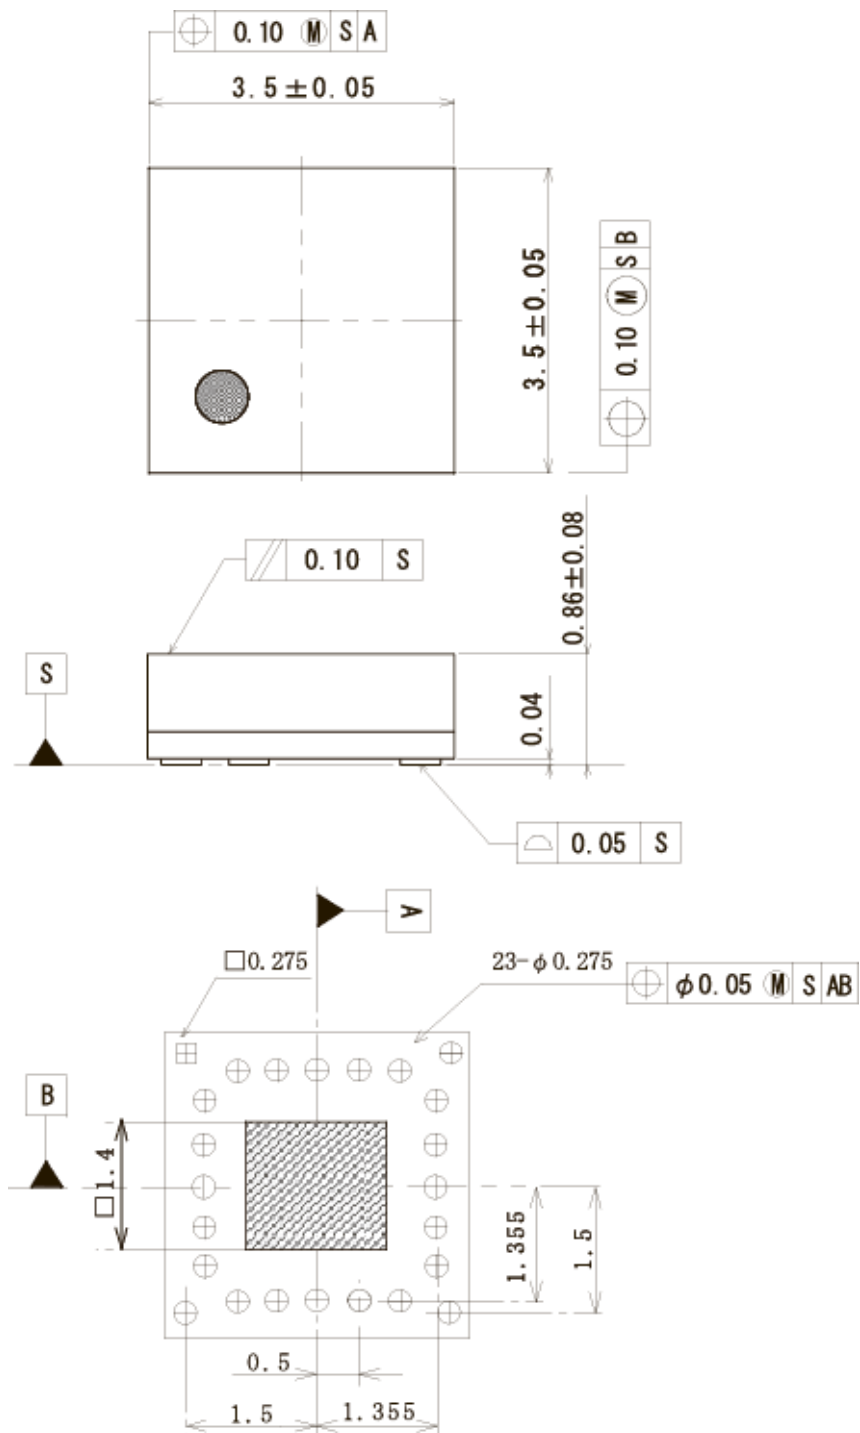 0.10 Ⓜ S A
3.5±0.05
3.5±0.05
0.10 Ⓜ S B
0.10 S
0.86±0.08
S
0.04
0.05 S
A
□0.275
23-φ0.275
φ0.05 Ⓜ S AB
B
□1.4
1.355
1.5
0.5
1.5
1.355